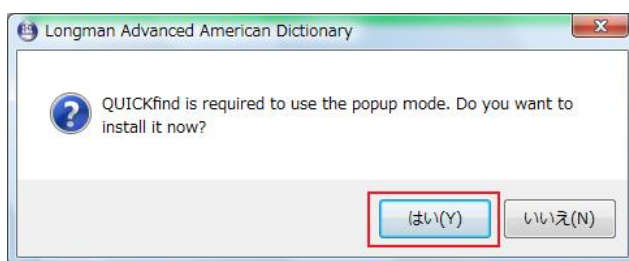 Longman Advanced American Dictionary
QUICKfind is required to use the popup mode. Do you want to
install it now?
はい(Y) いいえ(N)